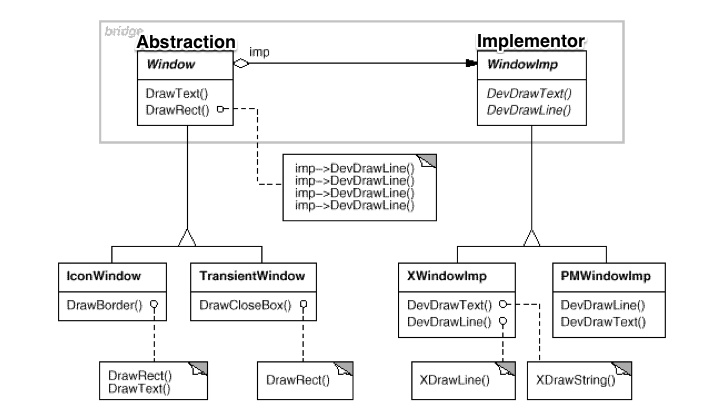 bridge
Abstraction
imp
Implementor
Window
WindowImp
DrawText()
DrawRect()
DevDrawText()
DevDrawLine()
imp->DevDrawLine()
imp->DevDrawLine()
imp->DevDrawLine()
imp->DevDrawLine()
IconWindow
TransientWindow
XWindowImp
PMWindowImp
DrawBorder()
DrawCloseBox()
DevDrawText()
DevDrawLine()
DevDrawLine()
DevDrawText()
DrawRect()
DrawText()
DrawRect()
XDrawLine()
XDrawString()